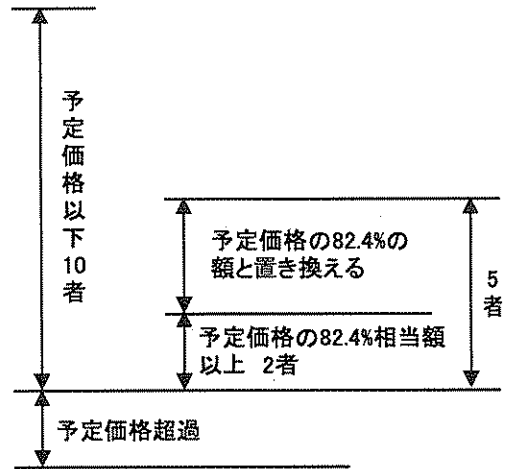 予定価格以下10者
予定価格の82.4%の
額と置き換える
予定価格の82.4%相当額
以上 2者
5者
予定価格超過